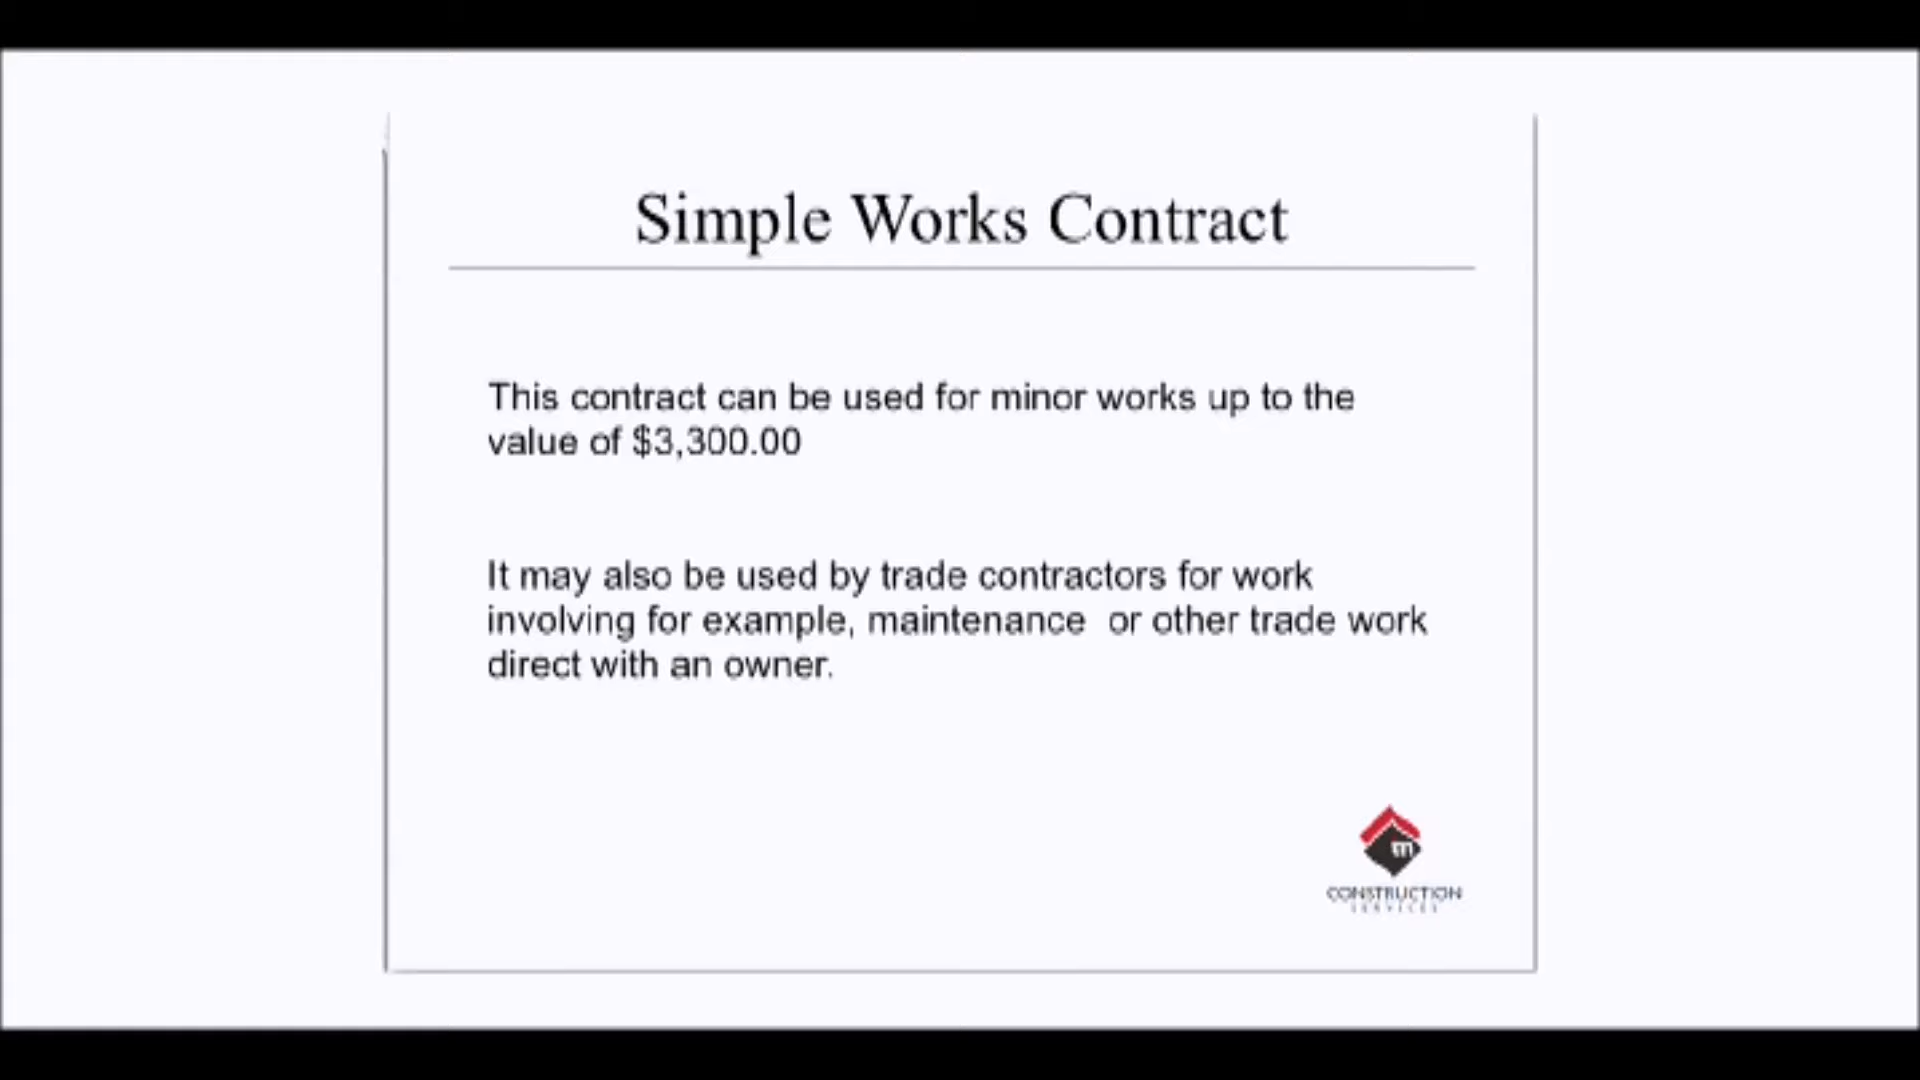 Simple Works Contract
This contract can be used for minor works up to the
value of $3,300.00
It may also be used by trade contractors for work
involving for example, maintenance  or other trade work
direct with an owner.
m
CONSTRUCTION
SERVICES